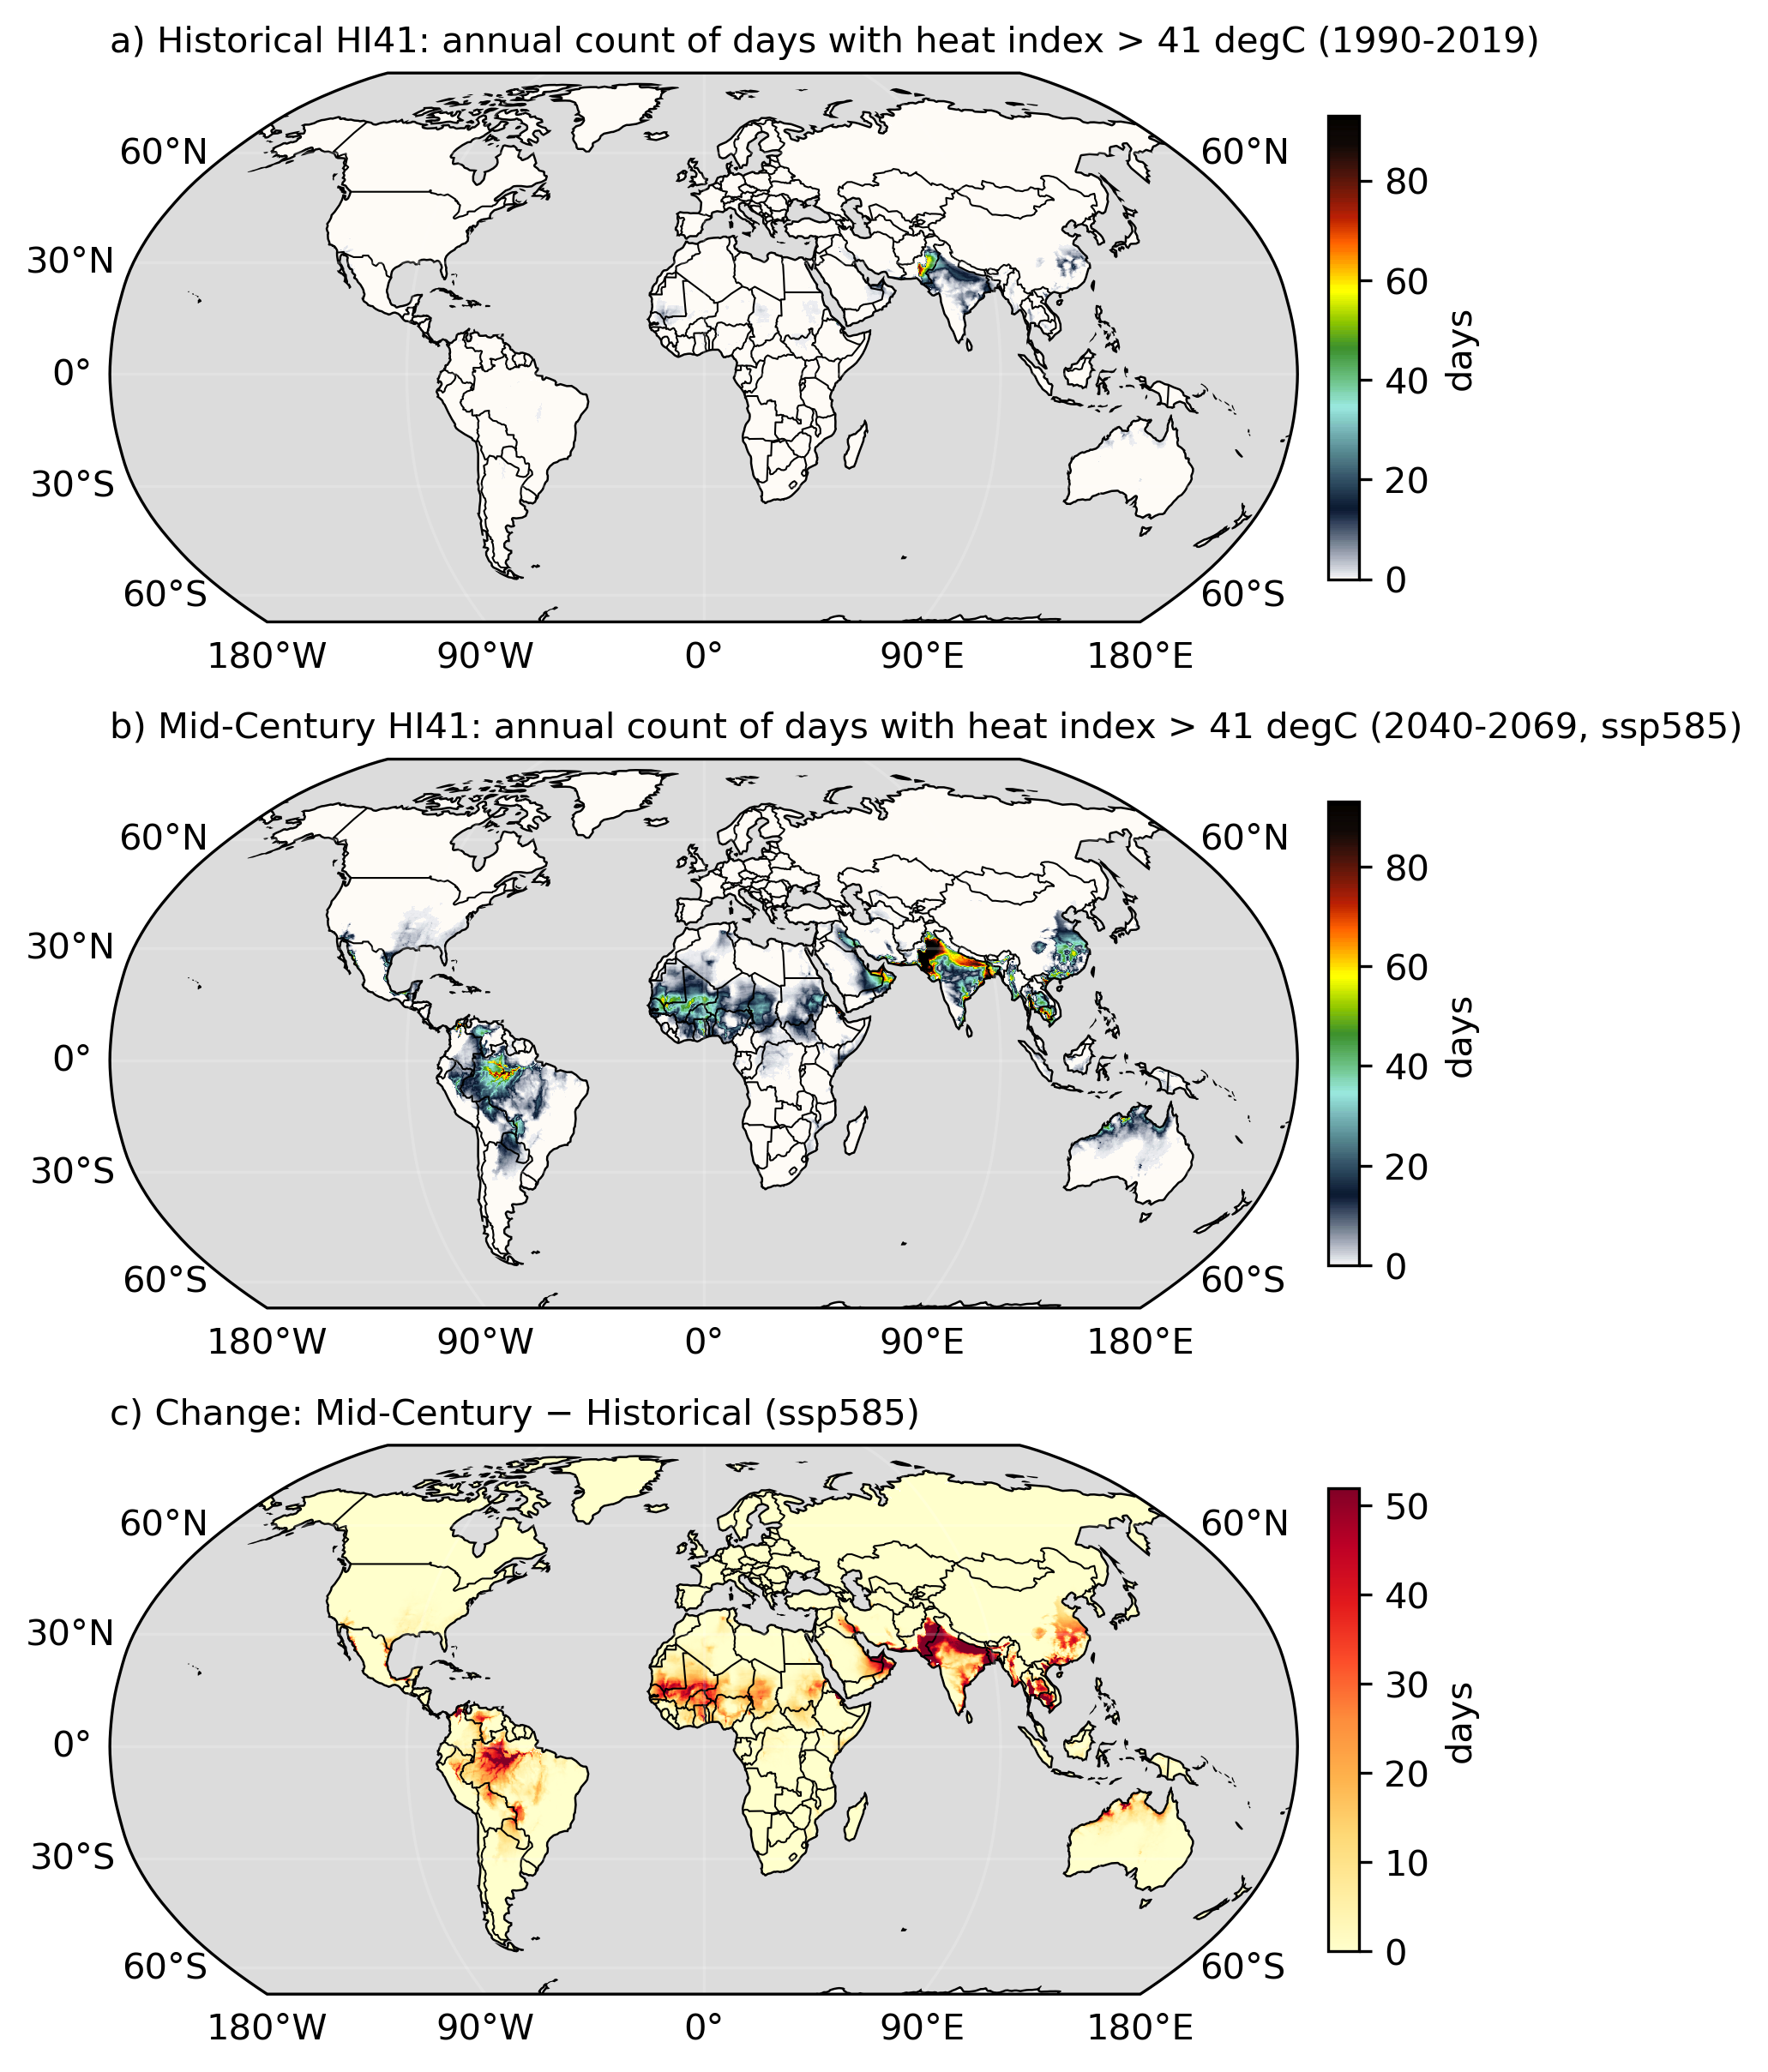 a) Historical HI41: annual count of days with heat index > 41 degC (1990-2019)
60°N 60°N
30°N
0°
30°S
60°S 60°S
180°W 90°W 0° 90°E 180°E
80
60
40
20
0
days
b) Mid-Century HI41: annual count of days with heat index > 41 degC (2040-2069, ssp585)
60°N 60°N
30°N
0°
30°S
60°S 60°S
180°W 90°W 0° 90°E 180°E
80
60
40
20
0
days
c) Change: Mid-Century − Historical (ssp585)
60°N 60°N
30°N
0°
30°S
60°S 60°S
180°W 90°W 0° 90°E 180°E
50
40
30
20
10
0
days